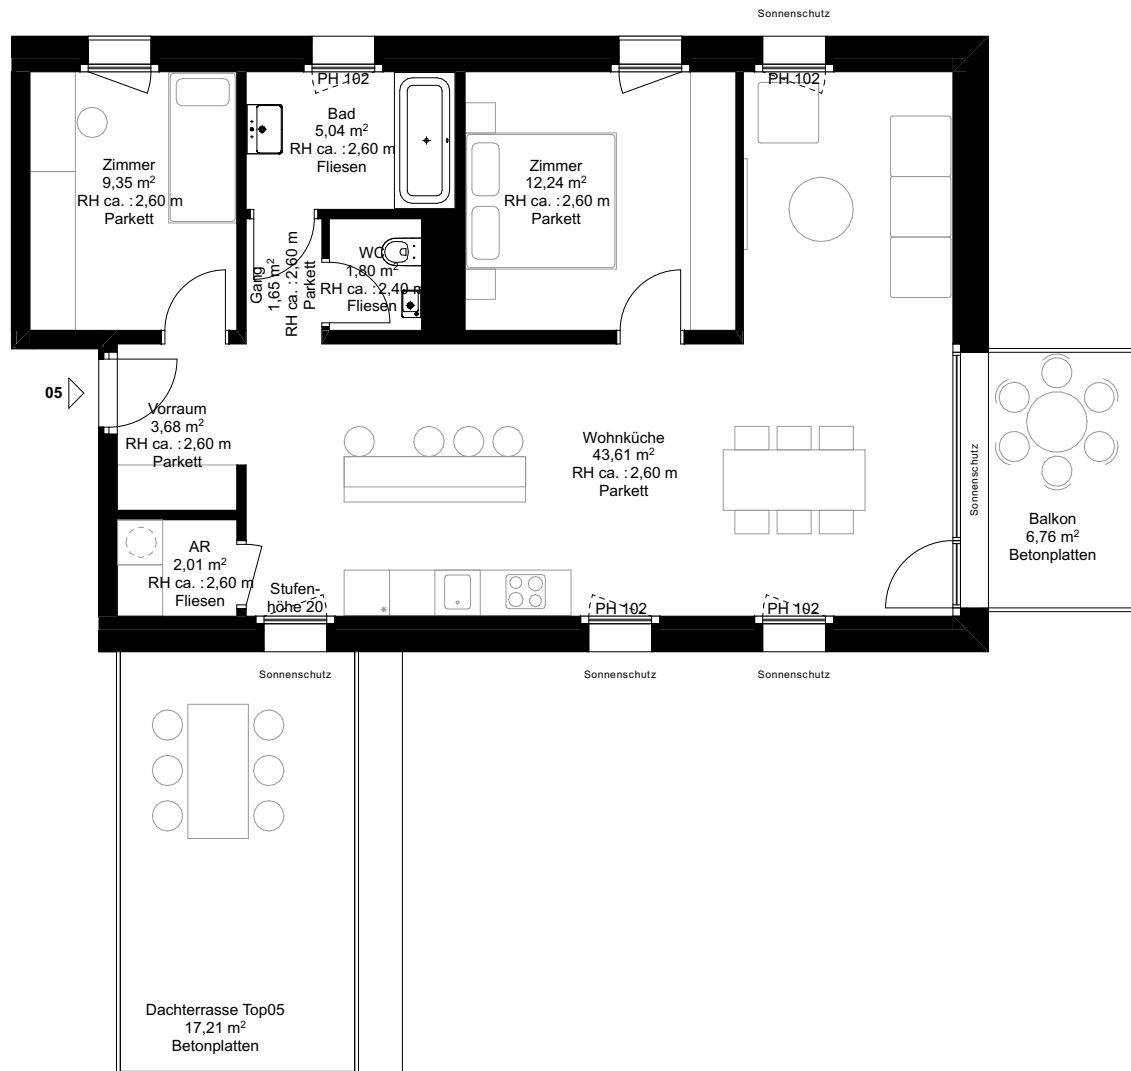 Sonnenschutz
PH 102
PH 102
Bad
5,04 m²
RH ca. :2,60 m
Fliesen
Zimmer
9,35 m²
RH ca. :2,60 m
Parkett
Zimmer
12,24 m²
RH ca. :2,60 m
Parkett
Gang
1,65 m²
RH ca. :2,60 m
Parkett
WC
1,80 m²
RH ca. :2,40 m
Fliesen
05
Vorraum
3,68 m²
RH ca. :2,60 m
Parkett
Wohnküche
43,61 m²
RH ca. :2,60 m
Parkett
Sonnenschutz
Balkon
6,76 m²
Betonplatten
AR
2,01 m²
RH ca. :2,60 m
Fliesen
Stufen-
höhe 20
PH 102
PH 102
Sonnenschutz
Sonnenschutz
Sonnenschutz
Dachterrasse Top05
17,21 m²
Betonplatten